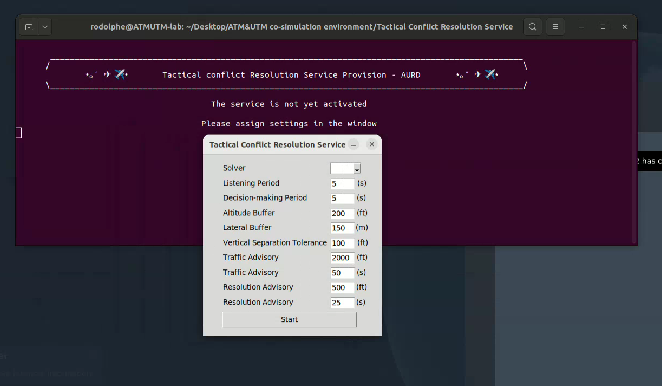 rodolphe@ATMUTM-lab: ~/Desktop/ATM&UTM co-simulation environment/Tactical Conflict Resolution Service
Tactical conflict Resolution Service Provision - AURD
The service is not yet activated
Please assign settings in the window
2 has c
Tactical Conflict Resolution Service
Solver
Listening Period 5 (s)
Decision-making Period 5 (s)
Altitude Buffer 200 (ft)
Lateral Buffer 150 (m)
Vertical Separation Tolerance 100 (ft)
Traffic Advisory 2000 (ft)
Traffic Advisory 50 (s)
Resolution Advisory 500 (ft)
Resolution Advisory 25 (s)
Start